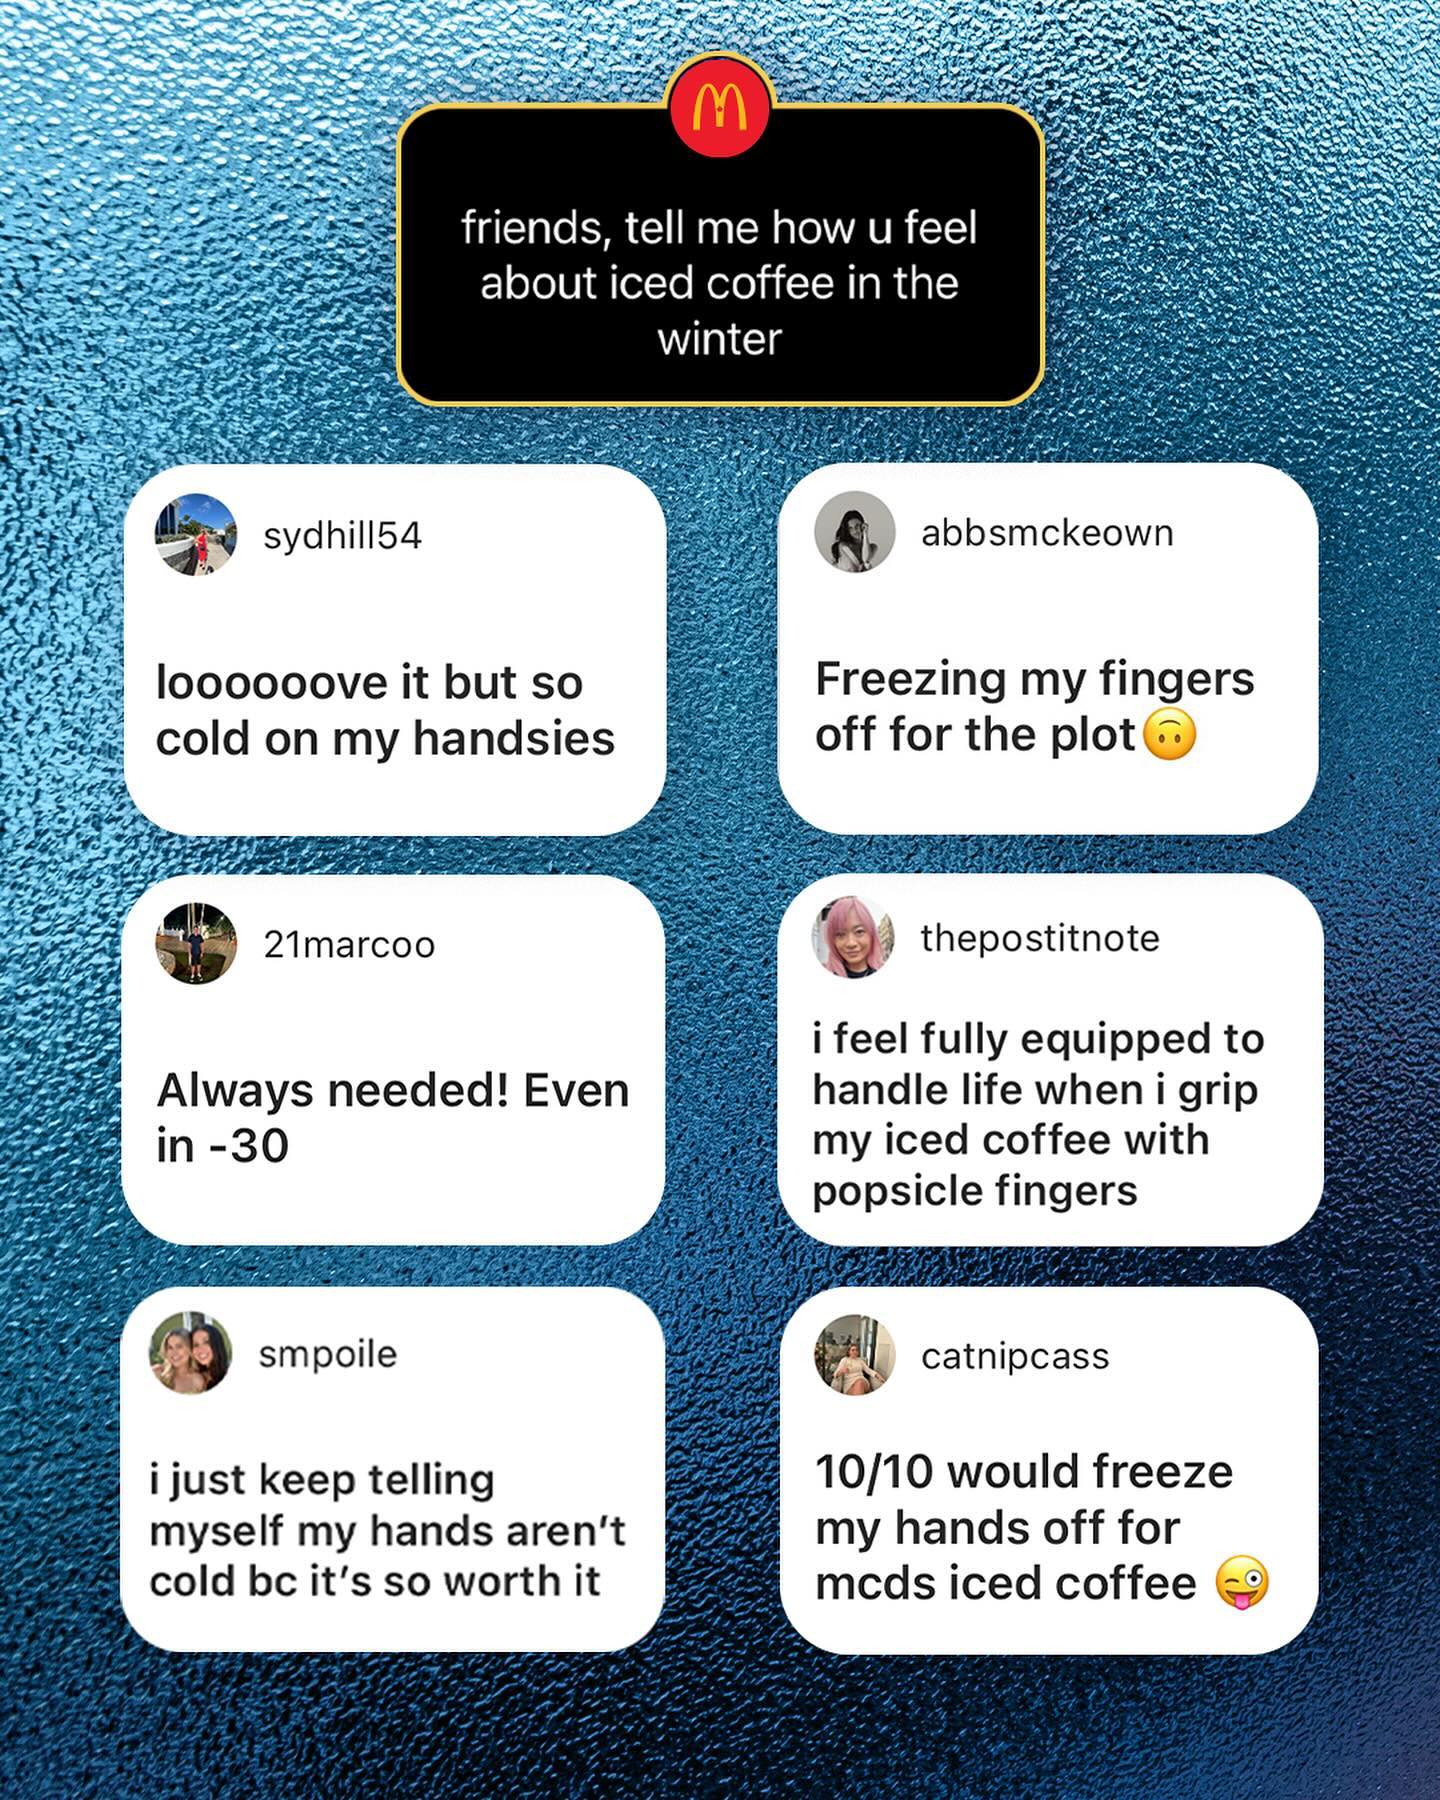 friends, tell me how u feel
about iced coffee in the
winter
sydhill54
loooooove it but so
cold on my handsies
abbsmckeown
Freezing my fingers
off for the plot🙃
21marcoo
Always needed! Even
in -30
thepostitnote
i feel fully equipped to
handle life when i grip
my iced coffee with
popsicle fingers
smpoile
i just keep telling
myself my hands aren’t
cold bc it’s so worth it
catnipcass
10/10 would freeze
my hands off for
mcds iced coffee 😜